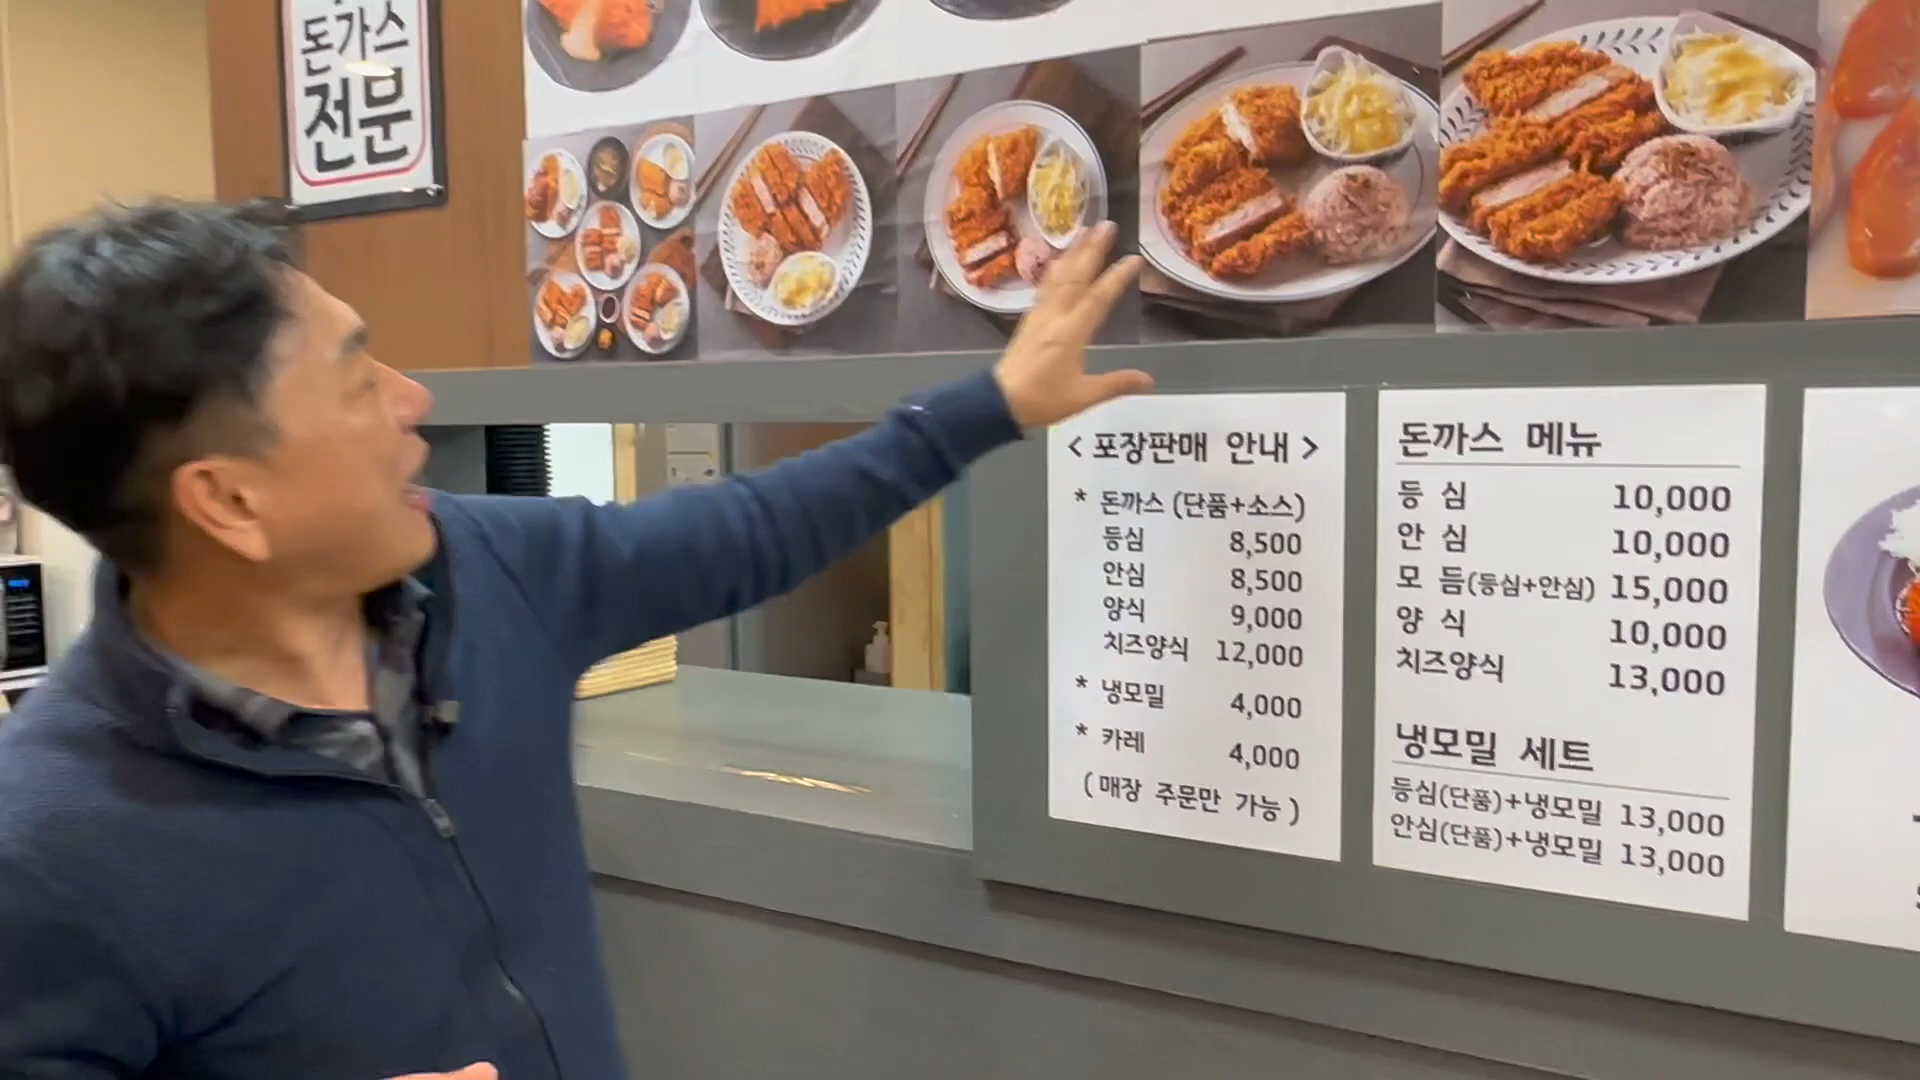 돈가스
전문
< 포장판매 안내 >
* 돈까스 (단품+소스)
등심 8,500
안심 8,500
양식 9,000
치즈양식 12,000
* 냉모밀 4,000
* 카레 4,000
( 매장 주문만 가능 )
돈까스 메뉴
등 심 10,000
안 심 10,000
모 듬(등심+안심) 15,000
양 식 10,000
치즈양식 13,000
냉모밀 세트
등심(단품)+냉모밀 13,000
안심(단품)+냉모밀 13,000